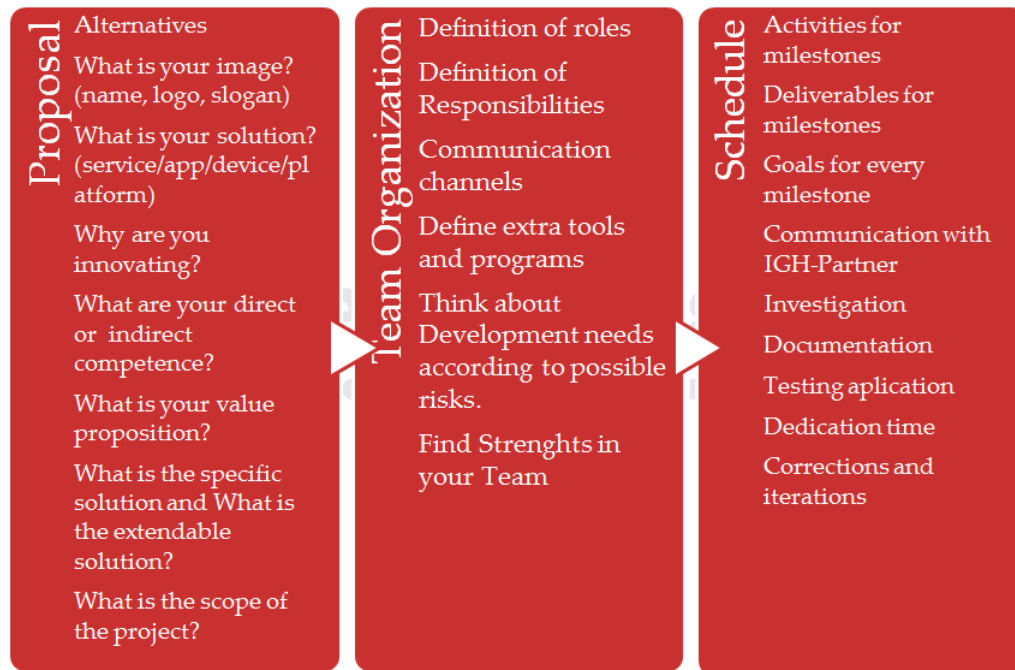 Proposal
Alternatives
What is your image?
(name, logo, slogan)
What is your solution?
(service/app/device/pl
atform)
Why are you
innovating?
What are your direct
or indirect
competence?
What is your value
proposition?
What is the specific
solution and What is
the extendable
solution?
What is the scope of
the project?
Team Organization
Definition of roles
Definition of
Responsibilities
Communication
channels
Define extra tools
and programs
Think about
Development needs
according to possible
risks.
Find Strenghts in
your Team
Schedule
Activities for
milestones
Deliverables for
milestones
Goals for every
milestone
Communication with
IGH-Partner
Investigation
Documentation
Testing aplication
Dedication time
Corrections and
iterations